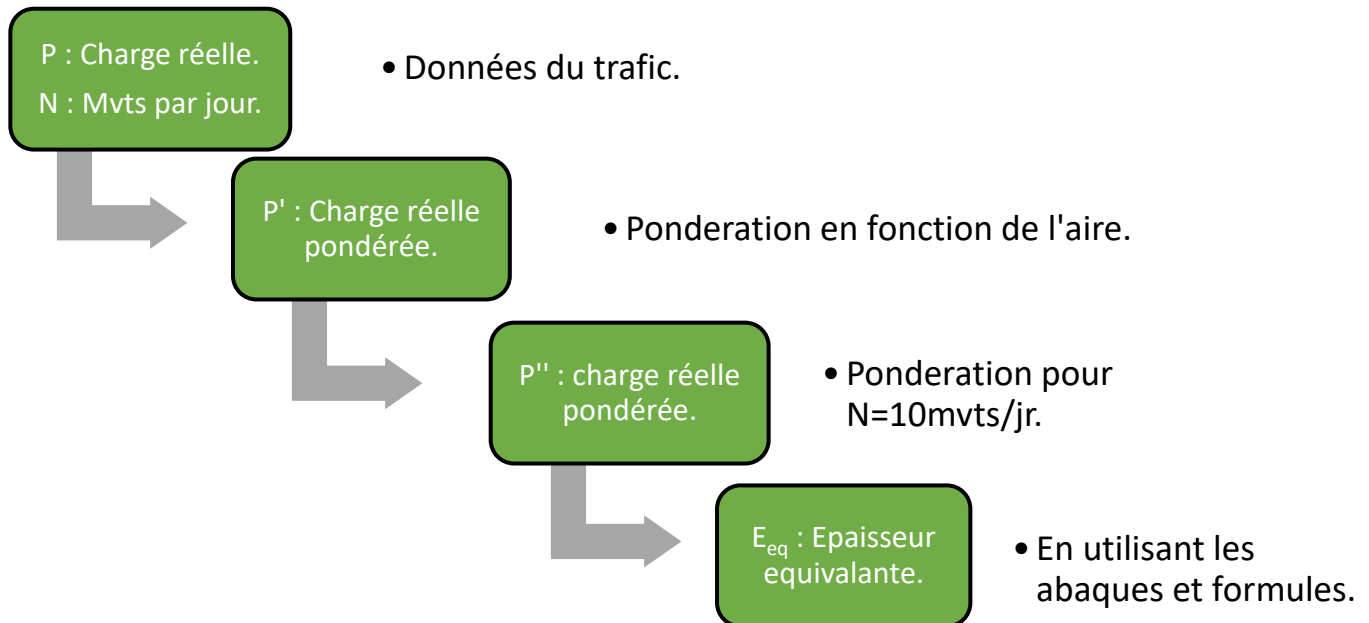 P : Charge réelle.
N : Mvts par jour.
• Données du trafic.
P' : Charge réelle
pondérée.
• Ponderation en fonction de l'aire.
P'' : charge réelle
pondérée.
• Ponderation pour
N=10mvts/jr.
Eeq : Epaisseur
equivalante.
• En utilisant les
abaques et formules.